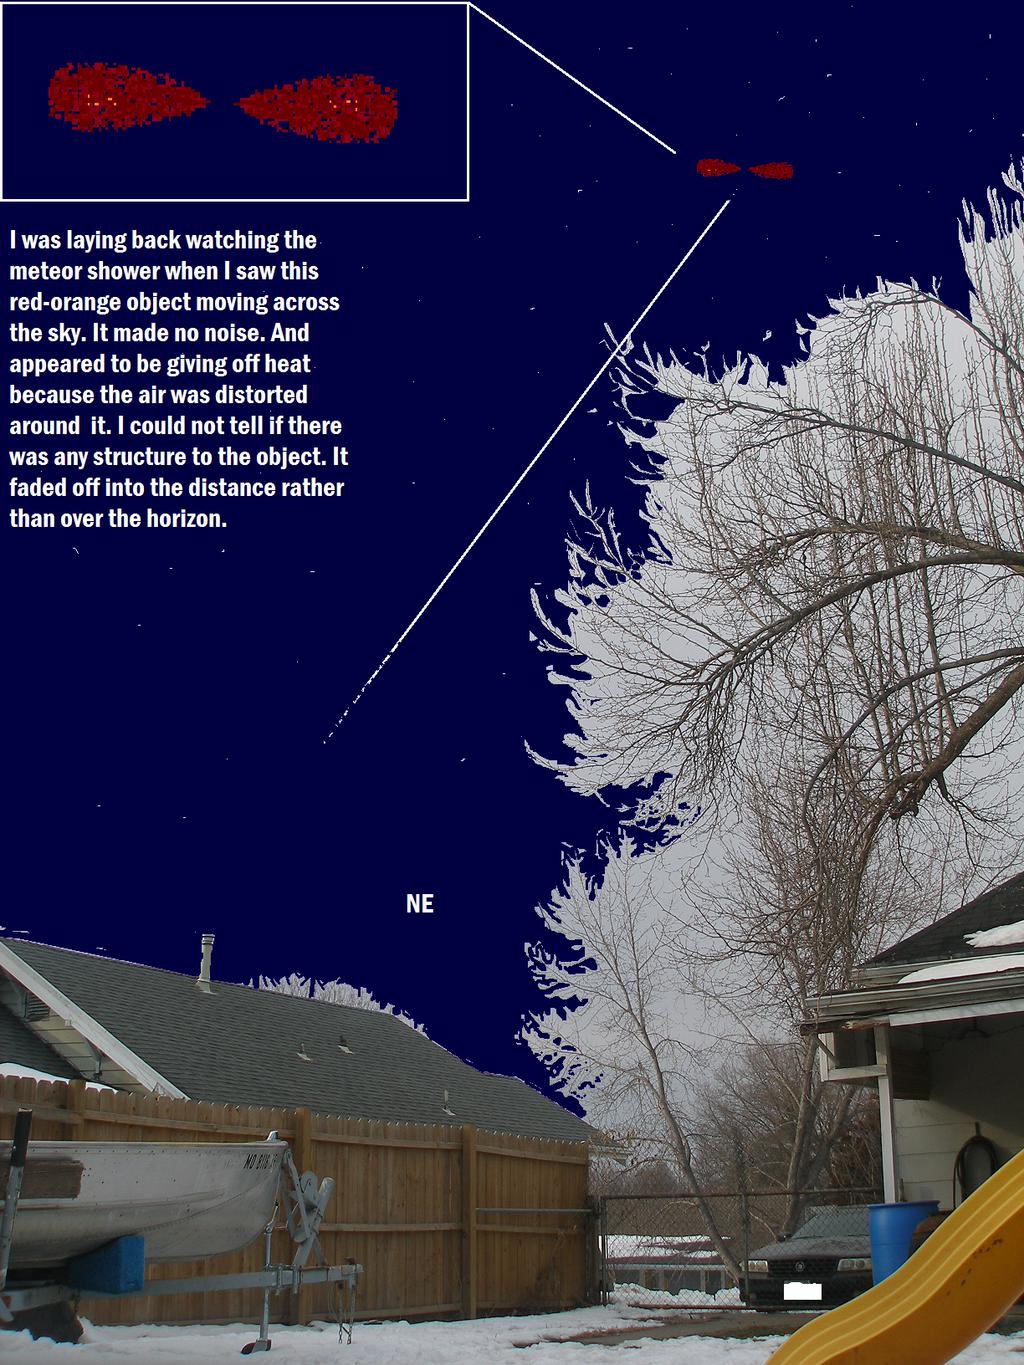 I was laying back watching the
meteor shower when I saw this
red-orange object moving across
the sky. It made no noise. And
appeared to be giving off heat
because the air was distorted
around it. I could not tell if there
was any structure to the object. It
faded off into the distance rather
than over the horizon.
NE
MO